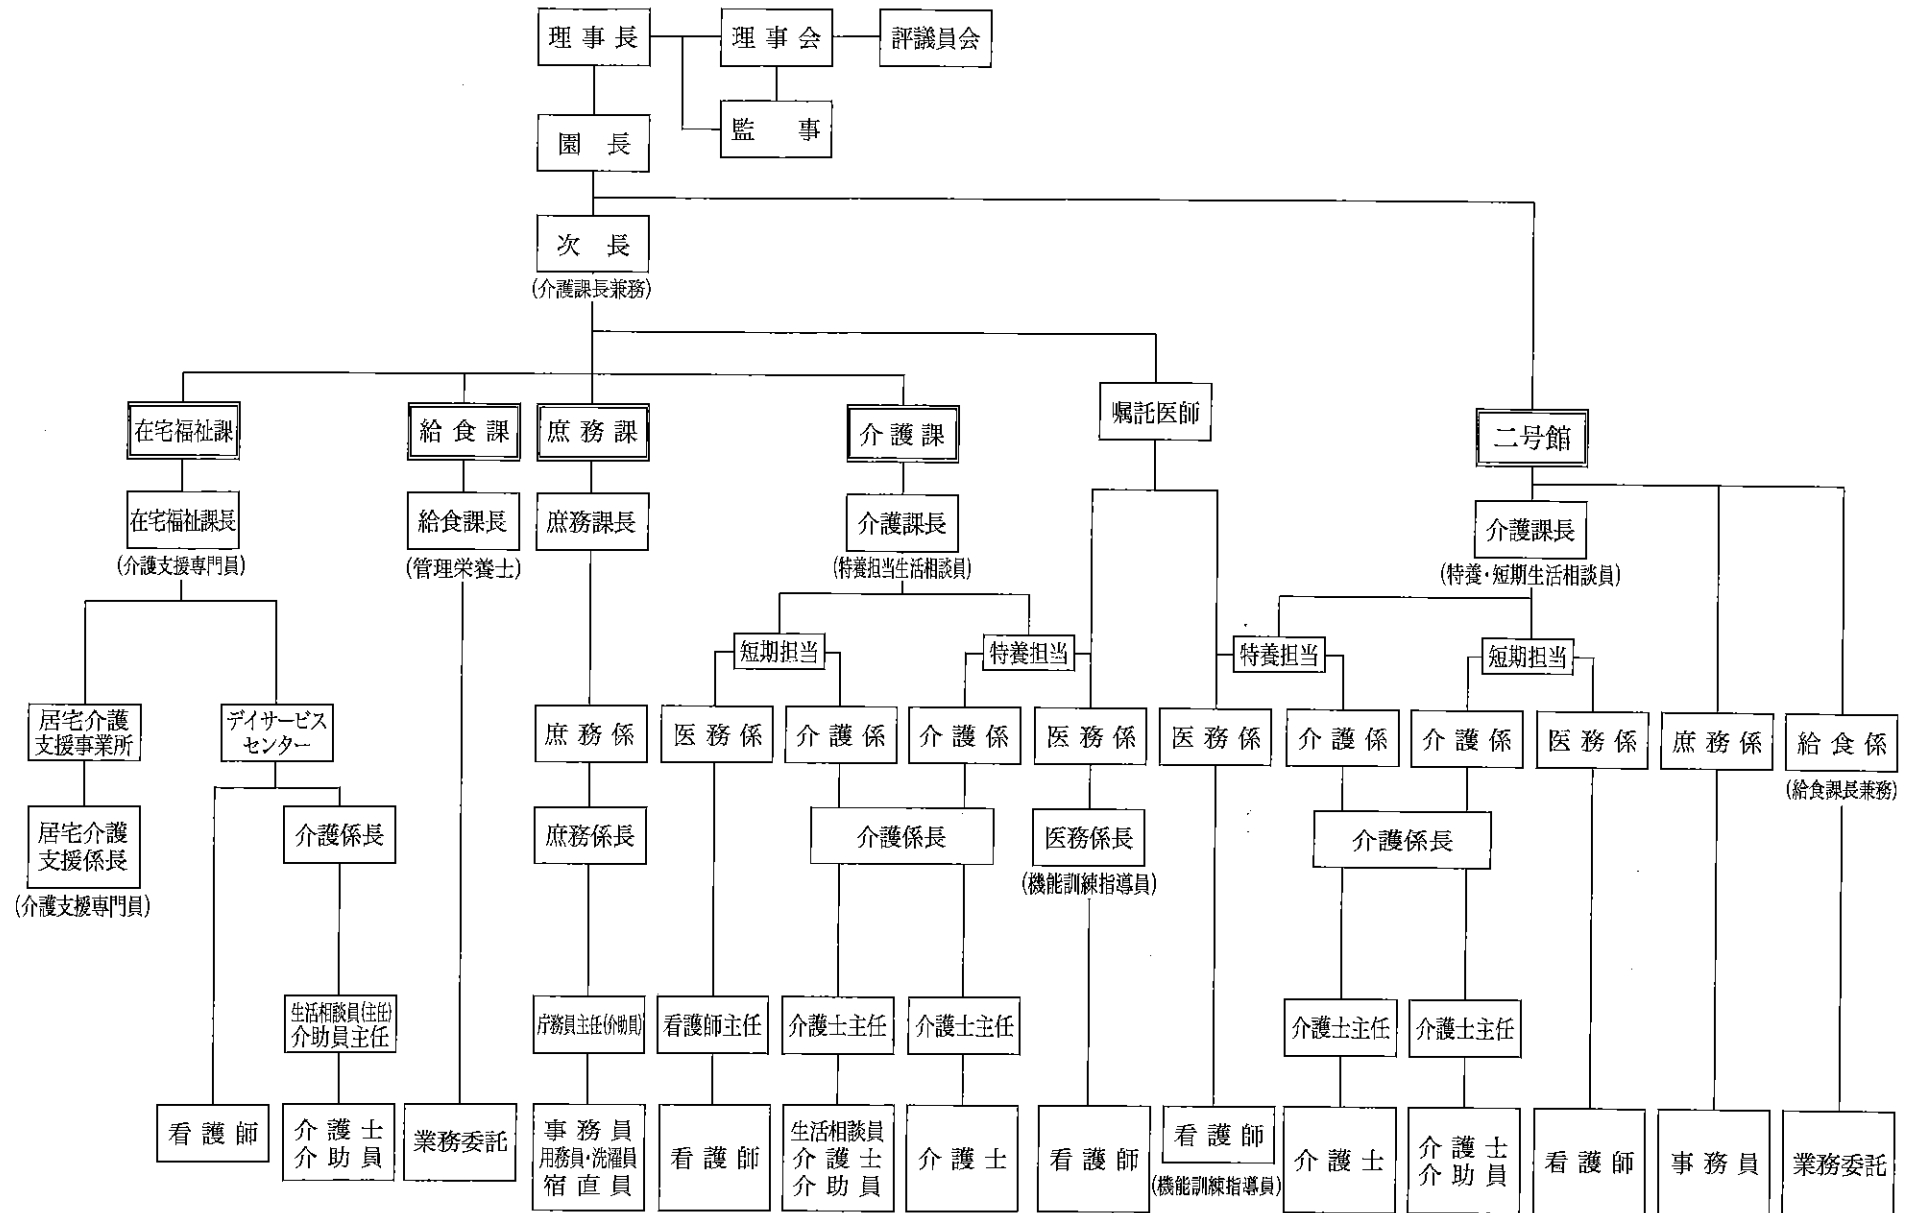 理事長
理事会
評議員会
監事
園長
次長
(介護課長兼務)
在宅福祉課
給食課
庶務課
介護課
嘱託医師
二号館
在宅福祉課長
(介護支援専門員)
給食課長
(管理栄養士)
庶務課長
介護課長
(特養担当生活相談員)
介護課長
(特養・短期生活相談員)
短期担当
特養担当
特養担当
短期担当
居宅介護
支援事業所
デイサービス
センター
庶務係
医務係
介護係
介護係
医務係
医務係
介護係
介護係
医務係
庶務係
給食係
(給食課長兼務)
居宅介護
支援係長
(介護支援専門員)
介護係長
庶務係長
介護係長
医務係長
(機能訓練指導員)
介護係長
生活相談員(主任)
介助員主任
庁務員主任(介助員)
看護師主任
介護士主任
介護士主任
介護士主任
介護士主任
看護師
介護士
介助員
業務委託
事務員
用務員・洗濯員
宿直員
看護師
生活相談員
介護士
介助員
介護士
看護師
看護師
(機能訓練指導員)
介護士
介護士
介助員
看護師
事務員
業務委託